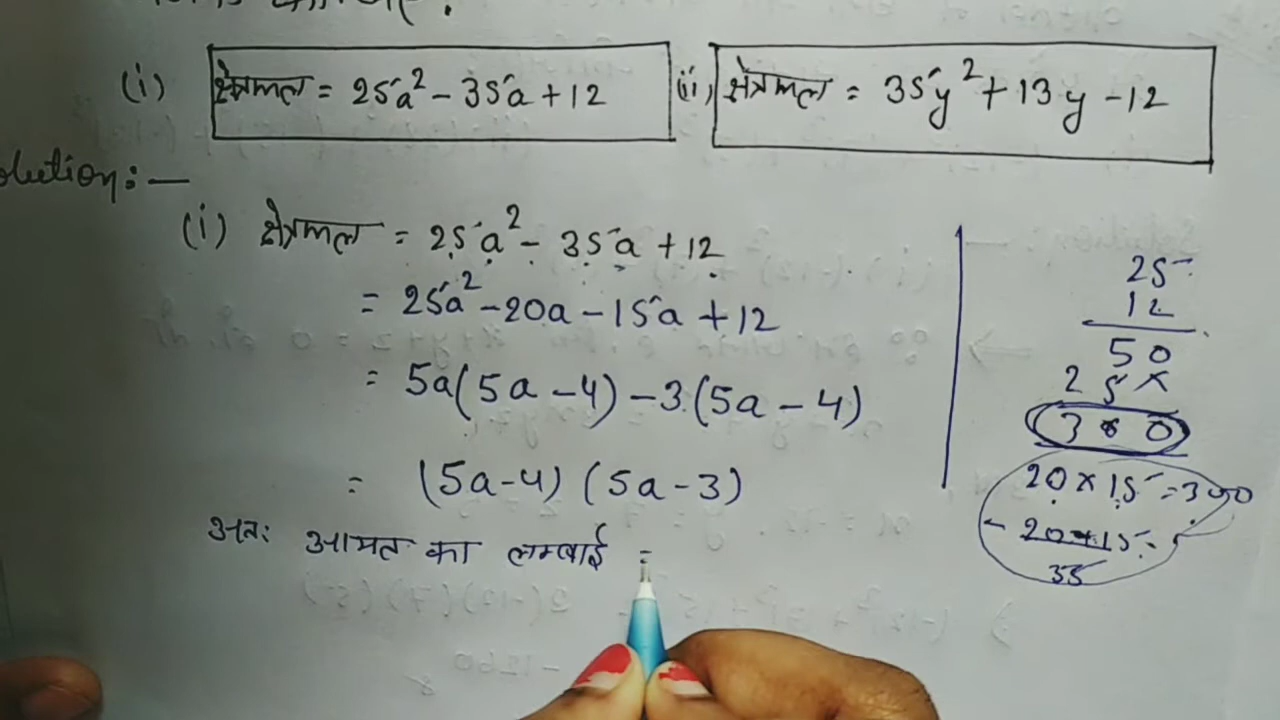 (i) क्षेत्रफल = 25a² - 35a + 12 (ii) क्षेत्रफल = 35y² + 13y - 12
olution:—
(i) क्षेत्रफल = 25a² - 35a + 12
= 25a² - 20a - 15a + 12
= 5a(5a - 4) - 3(5a - 4)
= (5a-4) (5a-3)
अतः आयत का लम्बाई =
25
12
50
25×
300
20×15=300
- 20+15-
35